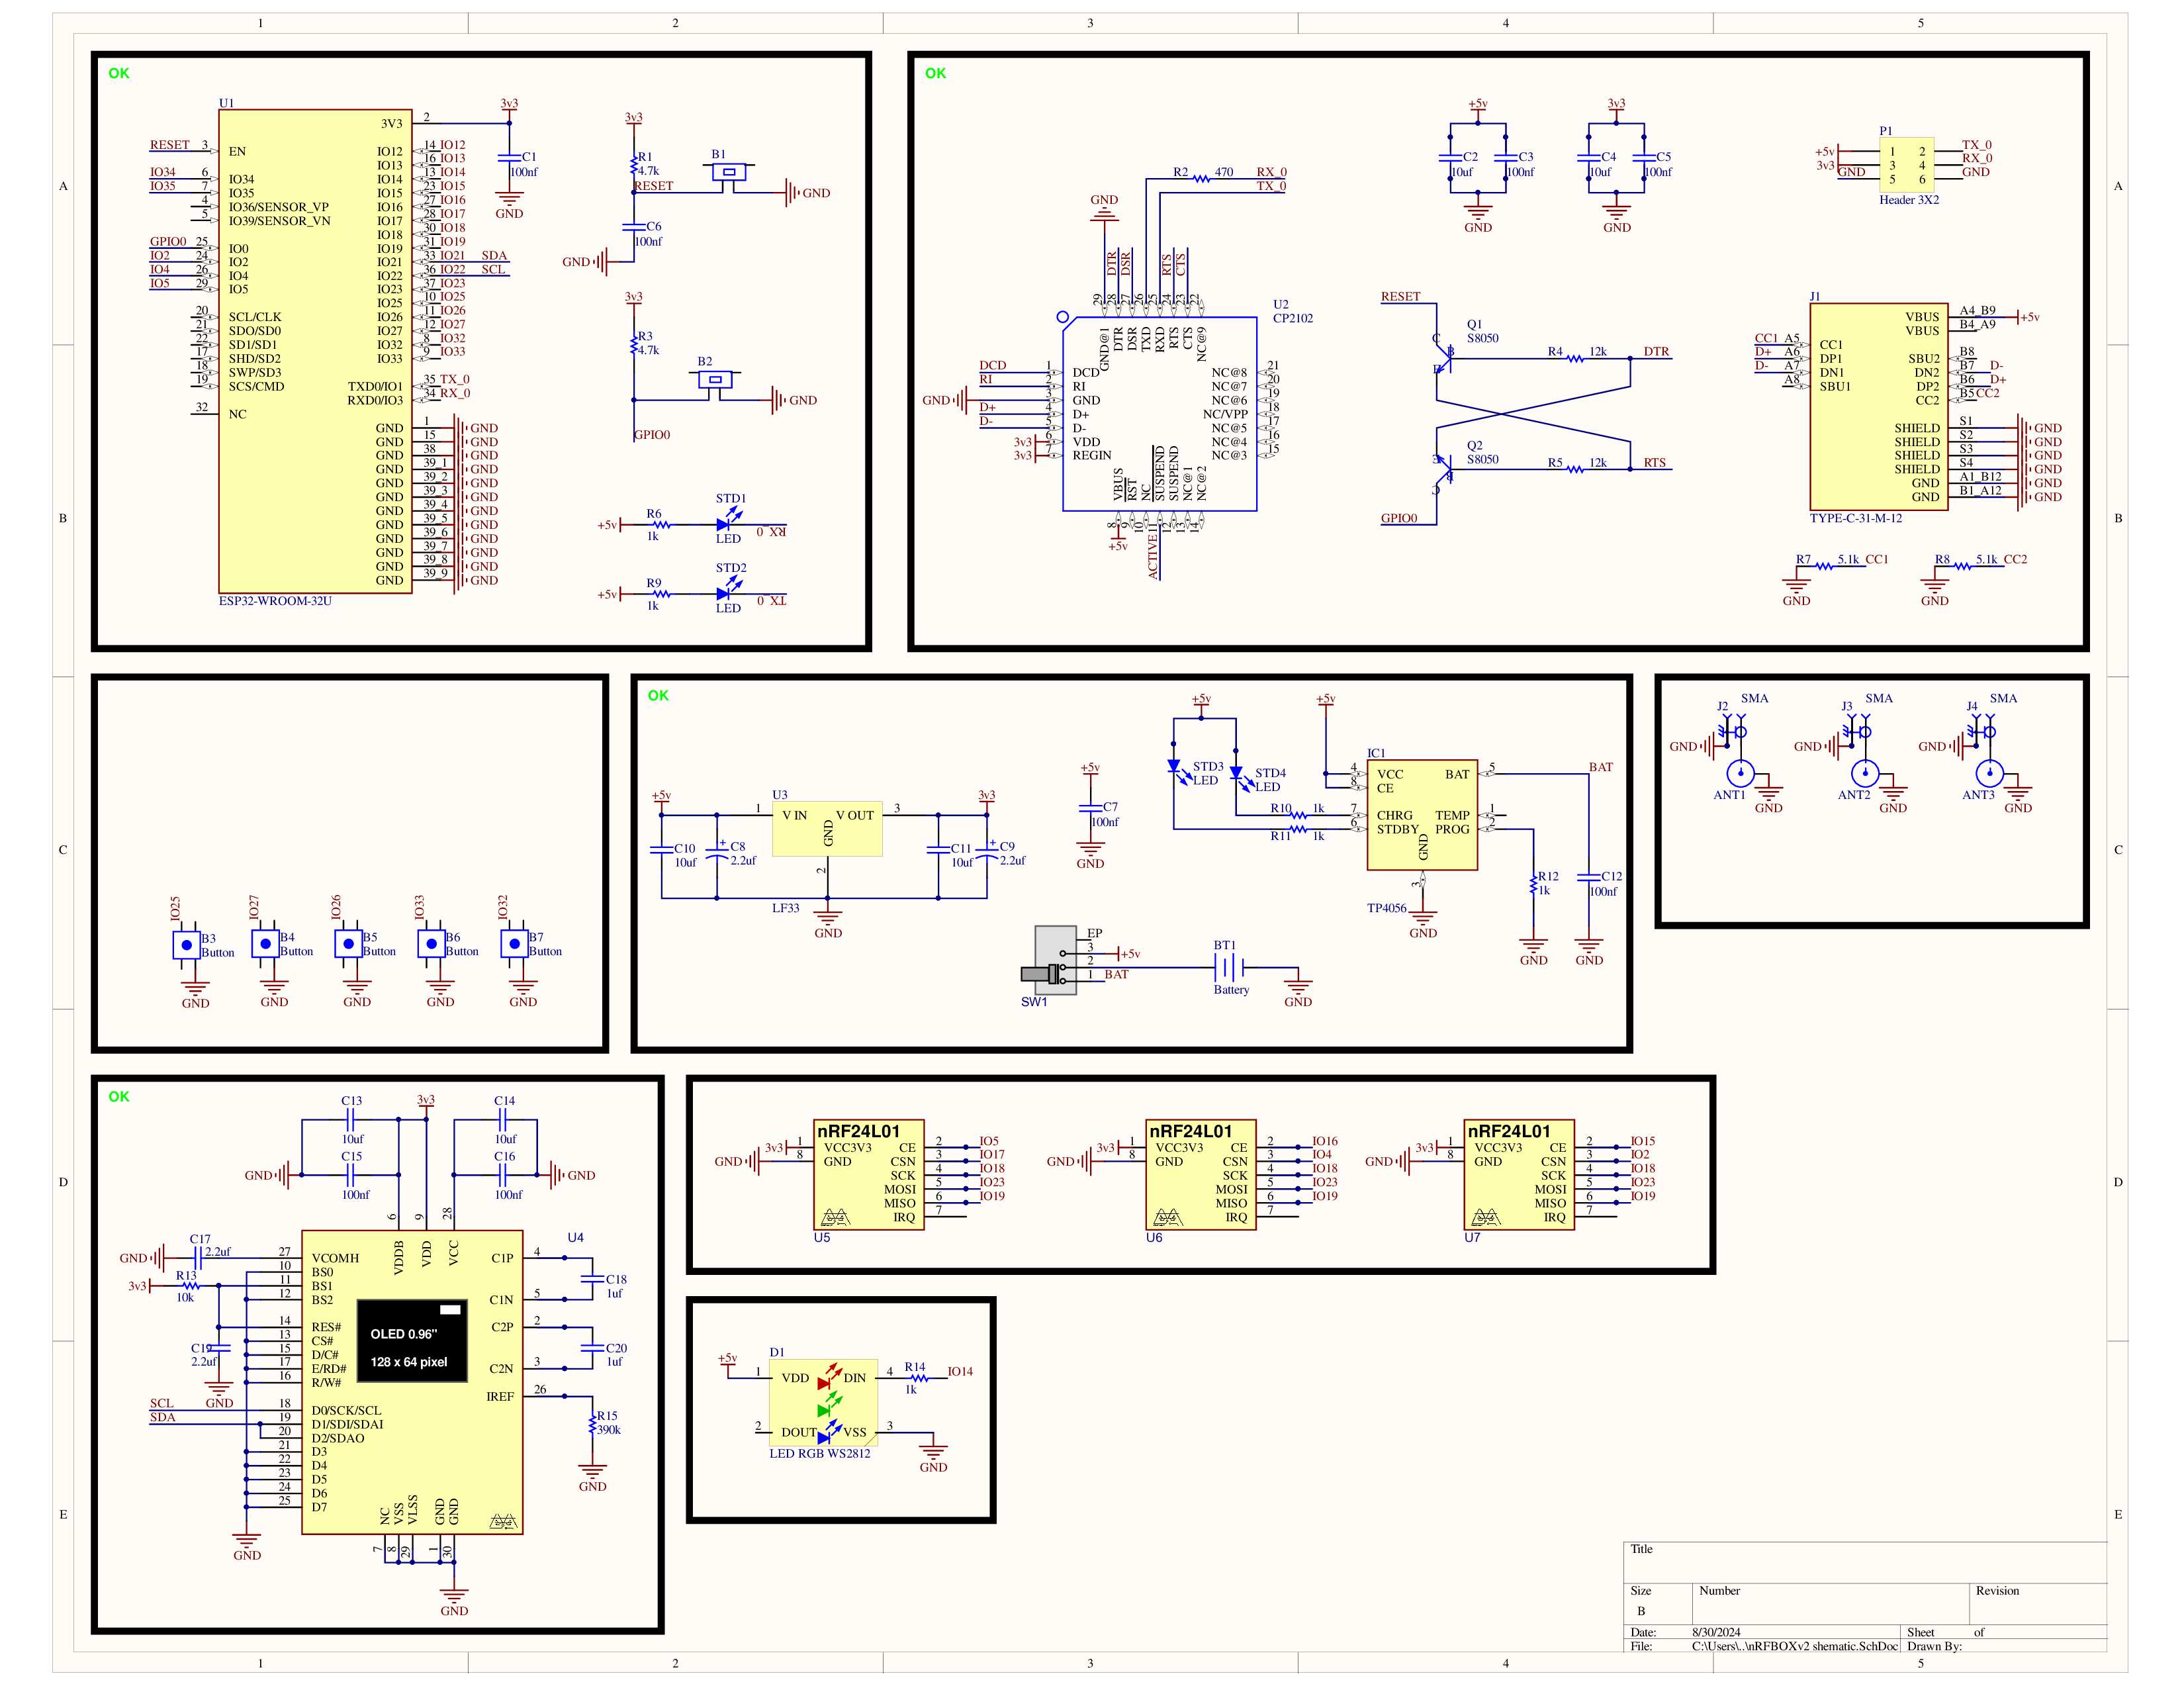 1 2 3 4 5
A B C D E
OK
U1
3V3 2 3v3
RESET 3 EN
IO34 6 IO34
IO35 7 IO35
4 IO36/SENSOR_VP
5 IO39/SENSOR_VN
GPIO0 25 IO0
IO2 24 IO2
IO4 26 IO4
IO5 29 IO5
20 SCL/CLK
21 SDO/SD0
22 SD1/SD1
17 SHD/SD2
18 SWP/SD3
19 SCS/CMD
32 NC
IO12 14 IO12
IO13 16 IO13
IO14 13 IO14
IO15 23 IO15
IO16 27 IO16
IO17 28 IO17
IO18 30 IO18
IO19 31 IO19
IO21 33 IO21 SDA
IO22 36 IO22 SCL
IO23 37 IO23
IO25 10 IO25
IO26 11 IO26
IO27 12 IO27
IO32 8 IO32
IO33 9 IO33
TXD0/IO1 35 TX_0
RXD0/IO3 34 RX_0
GND 1 GND
GND 15
GND 38 GND
GND 39_1
GND 39_2 GND
GND 39_3
GND 39_4 GND
GND 39_5
GND 39_6 GND
GND 39_7
GND 39_8 GND
GND 39_9 GND
ESP32-WROOM-32U
C1
100nf
GND
3v3
R1
4.7k
RESET
B1
GND
C6
100nf
GND
3v3
R3
4.7k
B2
GND
GPIO0
STD1
+5v R6 1k LED RX_0
STD2
+5v R9 1k LED TX_0
OK
R2 470 RX_0
TX_0
GND
DTR DSR RTS CTS
29 28 27 26 25 24 23 22
GND@1 DTR DSR TXD RXD RTS CTS NC@9
U2
CP2102
DCD 1 DCD
RI 2 RI
GND 3 GND
D+ 4 D+
D- 5 D-
3v3 6 VDD
3v3 7 REGIN
NC@8 21
NC@7 20
NC@6 19
NC/VPP 18
NC@5 17
NC@4 16
NC@3 15
VBUS RST NC SUSPEND SUSPEND NC@1 NC@2
8 9 10 11 12 13 14
+5v
ACTIVE
+5v
C2 10uf
C3 100nf
GND
3v3
C4 10uf
C5 100nf
GND
P1
+5v 1 2 TX_0
3v3 3 4 RX_0
GND 5 6 GND
Header 3X2
RESET
Q1
S8050
C B E
R4 12k DTR
Q2
S8050
E B C
R5 12k RTS
GPIO0
J1
VBUS A4_B9 +5v
VBUS B4_A9
CC1 A5 CC1
D+ A6 DP1
D- A7 DN1
A8 SBU1
SBU2 B8
DN2 B7 D-
DP2 B6 D+
CC2 B5 CC2
SHIELD S1 GND
SHIELD S2
SHIELD S3 GND
SHIELD S4
GND A1_B12 GND
GND B1_A12 GND
TYPE-C-31-M-12
R7 5.1k CC1
GND
R8 5.1k CC2
GND
IO25 IO27 IO26 IO33 IO32
B3 Button
B4 Button
B5 Button
B6 Button
B7 Button
GND GND GND GND GND
OK
+5v U3 3v3
1 V IN V OUT 3
GND
2
C10 10uf
C8 2.2uf
C11 10uf
C9 2.2uf
LF33
GND
+5v
C7
100nf
GND
+5v
STD3
LED
STD4
LED
R10 1k
R11 1k
+5v
IC1
4 VCC BAT 5 BAT
8 CE
7 CHRG TEMP 1
6 STDBY PROG 2
GND
3
TP4056
GND
R12
1k
GND
C12
100nf
GND
EP
3 +5v
2
1 BAT
SW1
BT1
Battery
GND
J2 SMA
GND
ANT1
GND
J3 SMA
GND
ANT2
GND
J4 SMA
GND
ANT3
GND
OK
C13 3v3 C14
10uf 10uf
C15 C16
GND GND
100nf 100nf
6 9 28
VDDB VDD VCC
U4
GND C17 2.2uf 27 VCOMH
10 BS0
3v3 R13 10k 11 BS1
12 BS2
14 RES#
13 CS#
15 D/C#
17 E/RD#
16 R/W#
C19
2.2uf
GND
SCL 18 D0/SCK/SCL
SDA 19 D1/SDI/SDAI
20 D2/SDAO
21 D3
22 D4
23 D5
24 D6
25 D7
GND
OLED 0.96"
128 x 64 pixel
C1P 4
C18
1uf
C1N 5
C2P 2
C20
1uf
C2N 3
IREF 26
R15
390k
GND
NC VSS VLSS GND GND
7 8 29 1 30
GND
nRF24L01
3v3 1 VCC3V3 CE 2 IO5
GND 8 GND CSN 3 IO17
SCK 4 IO18
MOSI 5 IO23
MISO 6 IO19
IRQ 7
U5
nRF24L01
3v3 1 VCC3V3 CE 2 IO16
GND 8 GND CSN 3 IO4
SCK 4 IO18
MOSI 5 IO23
MISO 6 IO19
IRQ 7
U6
nRF24L01
3v3 1 VCC3V3 CE 2 IO15
GND 8 GND CSN 3 IO2
SCK 4 IO18
MOSI 5 IO23
MISO 6 IO19
IRQ 7
U7
+5v D1
1 VDD DIN 4 R14 IO14
1k
2 DOUT VSS 3
LED RGB WS2812
GND
Title
Size Number Revision
B
Date: 8/30/2024 Sheet of
File: C:\Users\..\nRFBOXv2 shematic.SchDoc Drawn By:
A B C D E
1 2 3 4 5